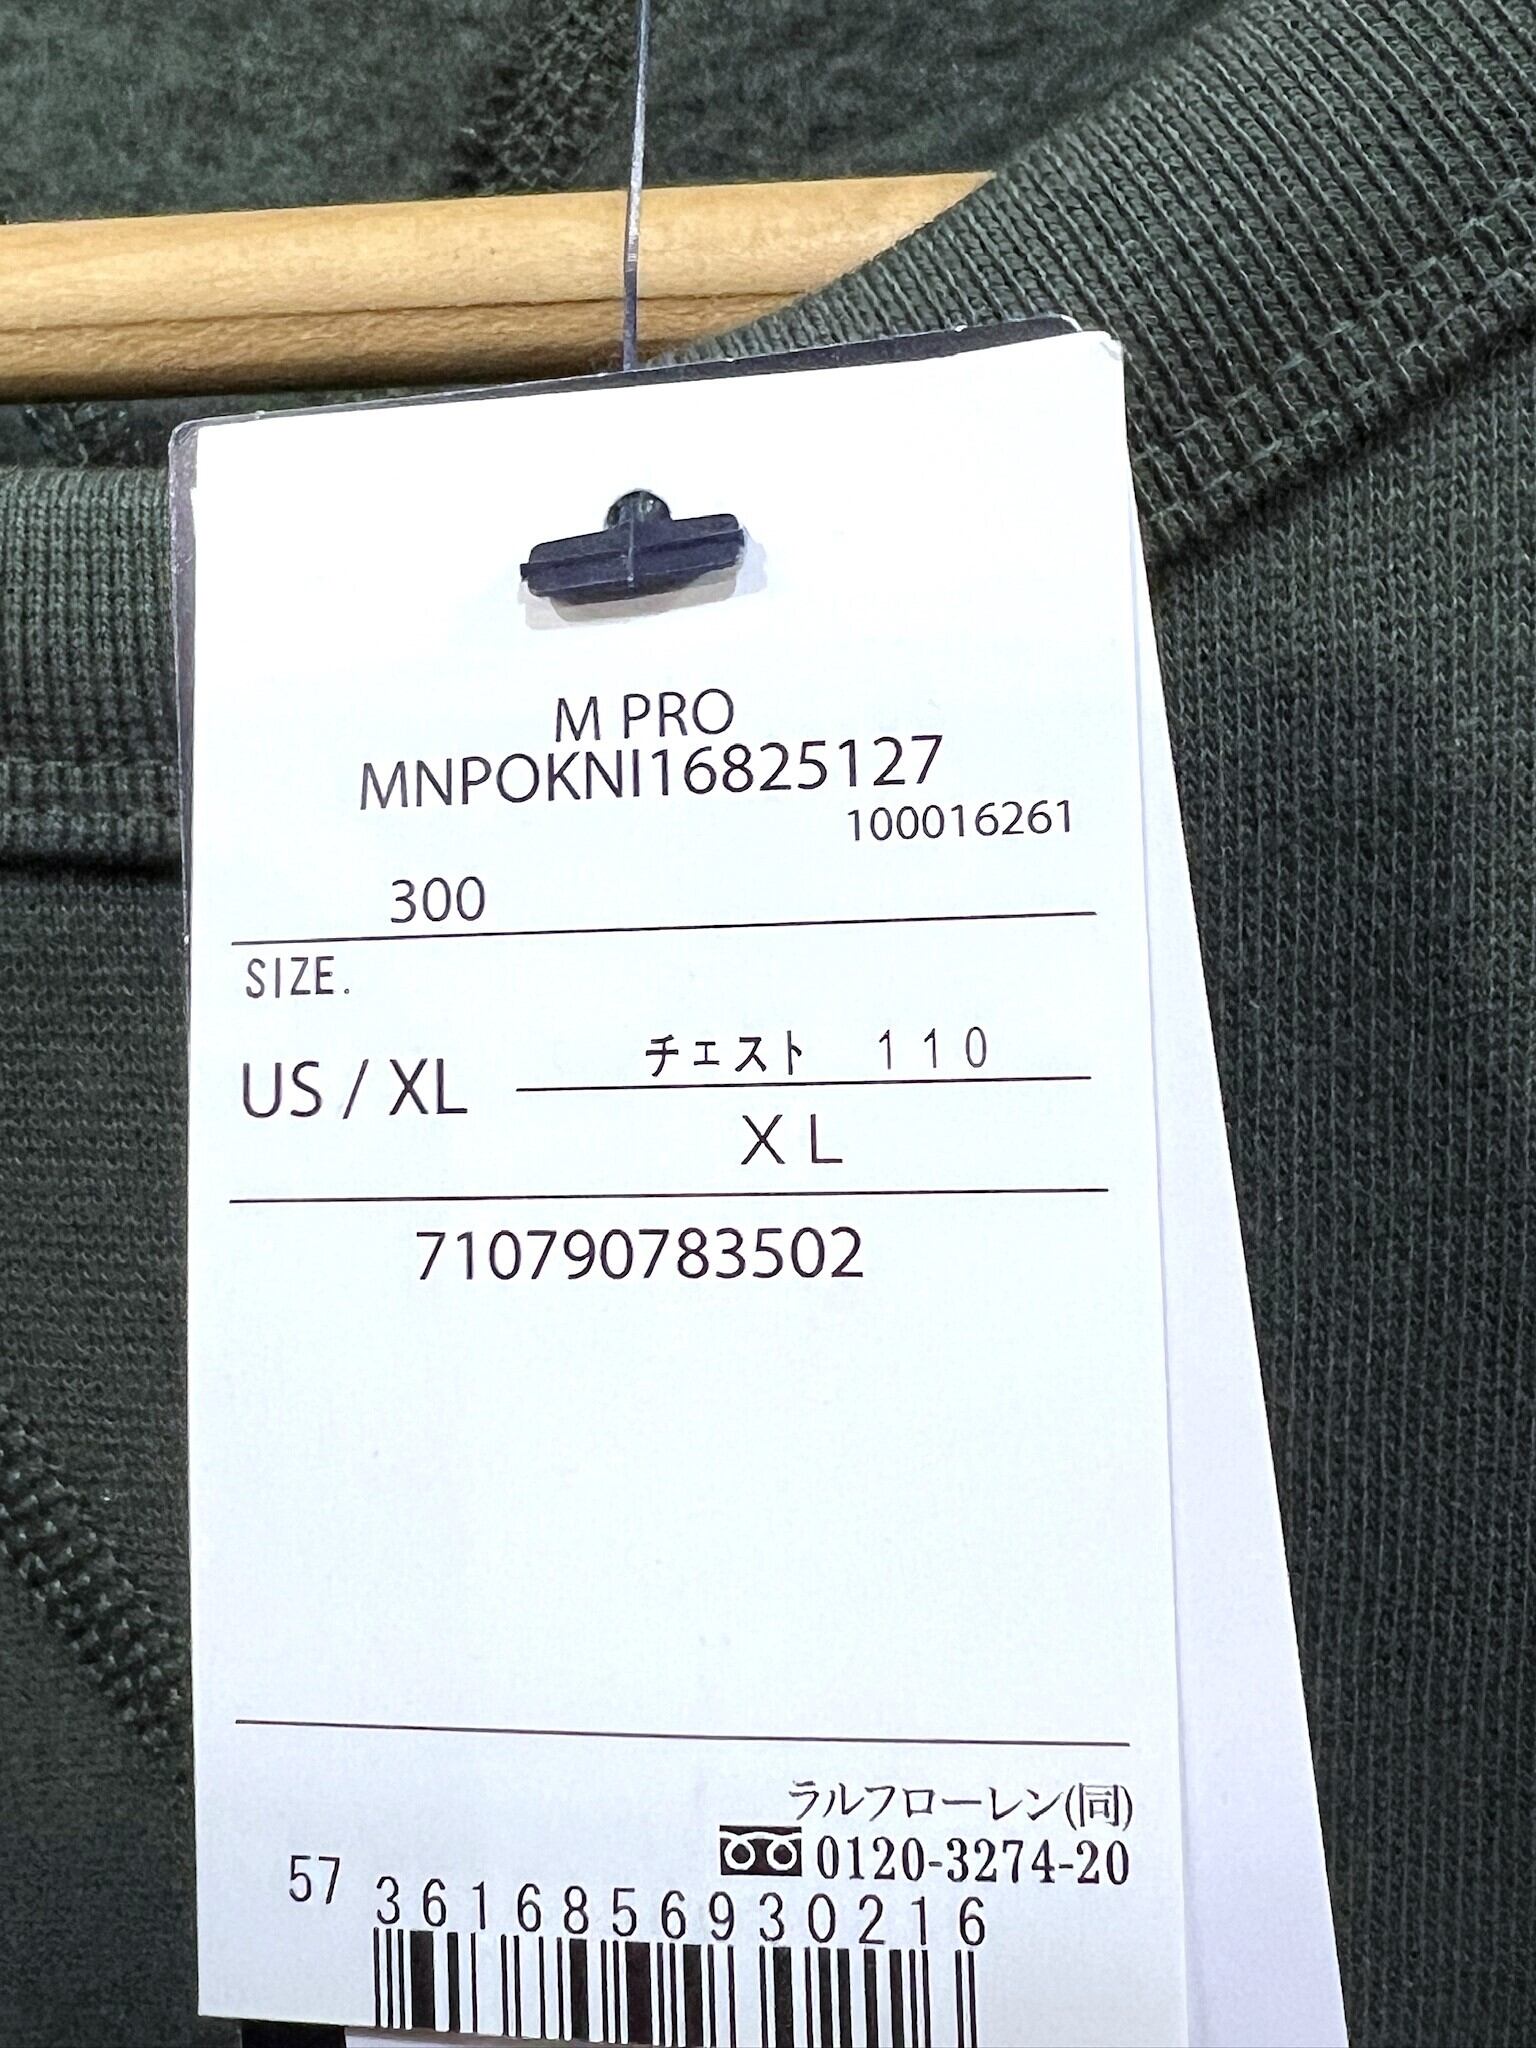 M PRO
MNPOKNI16825127
100016261
300
SIZE.
US / XL
チェスト 110
XL
710790783502
ラルフローレン(同)
0120-3274-20
57
3616856930216